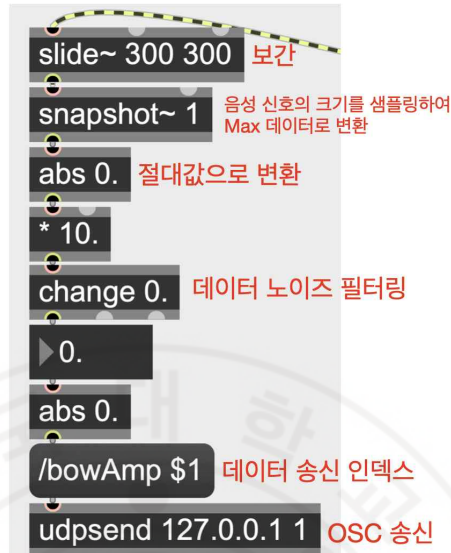 slide~ 300 300 보간
snapshot~ 1 음성 신호의 크기를 샘플링하여
Max 데이터로 변환
abs 0. 절대값으로 변환
* 10.
change 0. 데이터 노이즈 필터링
0.
abs 0.
/bowAmp $1 데이터 송신 인덱스
udpsend 127.0.0.1 1 OSC 송신